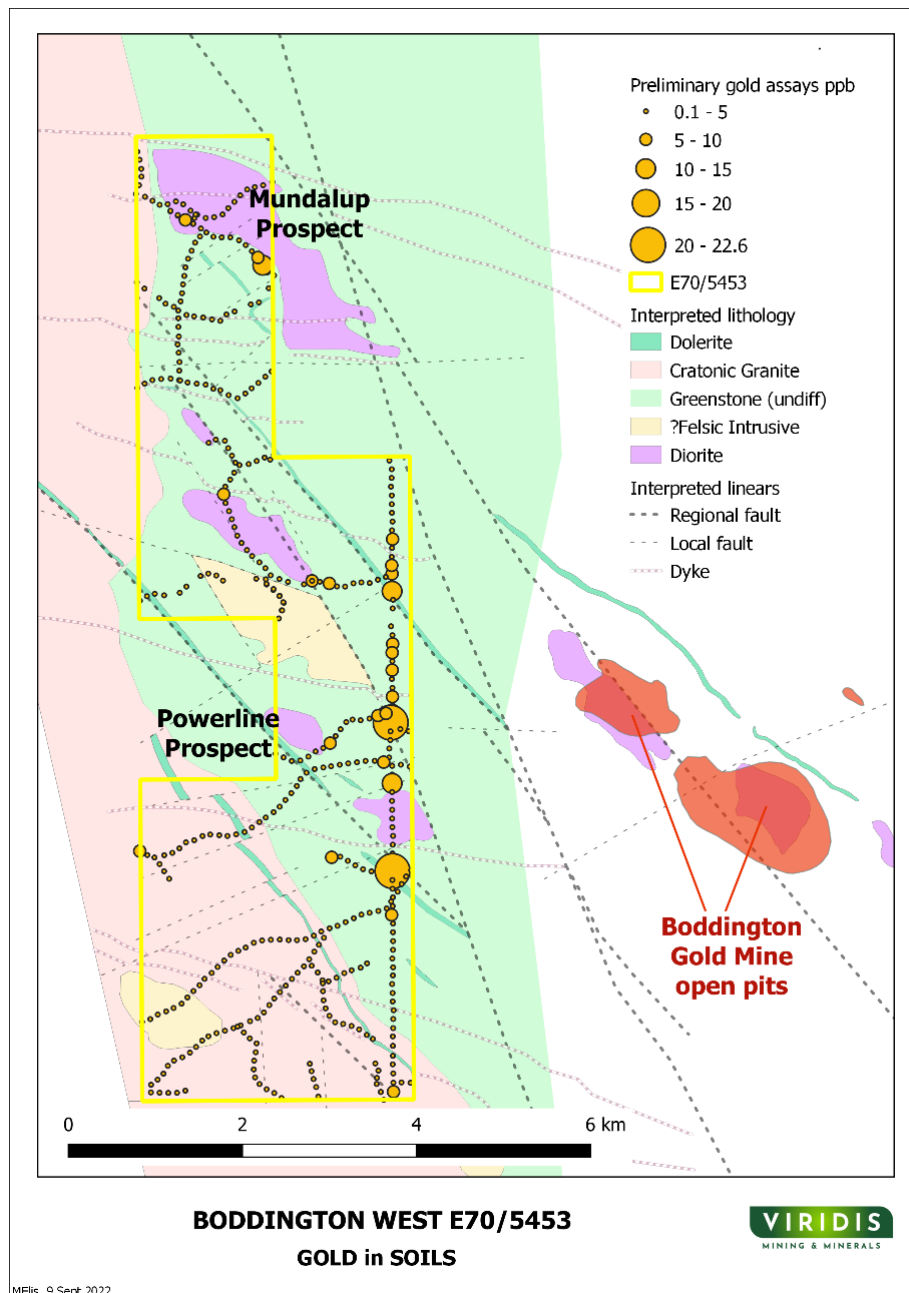 Preliminary gold assays ppb
0.1 - 5
5 - 10
10 - 15
15 - 20
20 - 22.6
E70/5453
Interpreted lithology
Dolerite
Cratonic Granite
Greenstone (undiff)
?Felsic Intrusive
Diorite
Interpreted linears
Regional fault
Local fault
Dyke
Mundalup
Prospect
Powerline
Prospect
Boddington
Gold Mine
open pits
0 2 4 6 km
BODDINGTON WEST E70/5453
GOLD in SOILS
VIRIDIS
MINING & MINERALS
MElis 9 Sept 2022